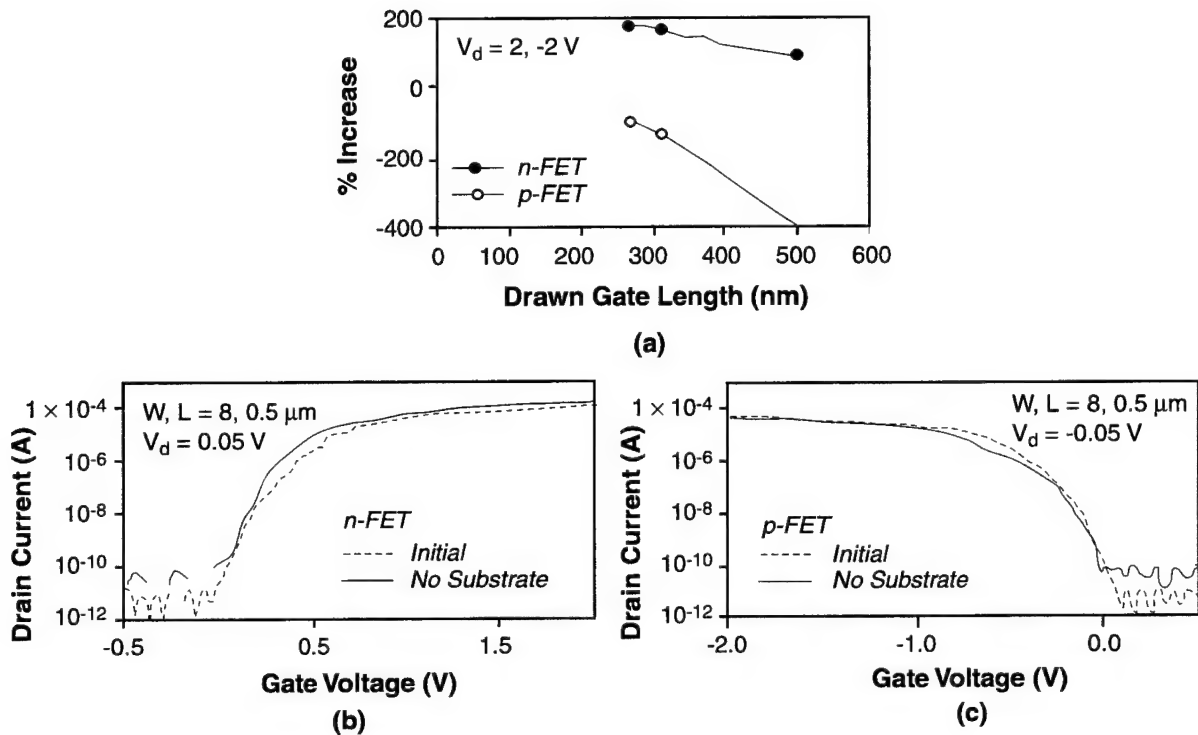 200
0
-200
-400
% Increase
V_d = 2, -2 V
n-FET
p-FET
0 100 200 300 400 500 600
Drawn Gate Length (nm)
(a)
Drain Current (A)
1 × 10^-4
10^-6
10^-8
10^-10
10^-12
W, L = 8, 0.5 μm
V_d = 0.05 V
n-FET
Initial
No Substrate
-0.5 0.5 1.5
Gate Voltage (V)
(b)
Drain Current (A)
1 × 10^-4
10^-6
10^-8
10^-10
10^-12
W, L = 8, 0.5 μm
V_d = -0.05 V
p-FET
Initial
No Substrate
-2.0 -1.0 0.0
Gate Voltage (V)
(c)